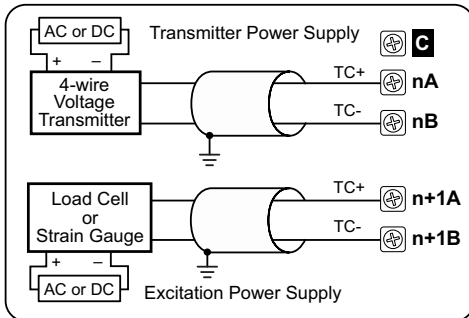 AC or DC
Transmitter Power Supply
C
+ –
4-wire
Voltage
Transmitter
TC+
nA
TC-
nB
Load Cell
or
Strain Gauge
TC+
n+1A
TC-
n+1B
+ –
AC or DC
Excitation Power Supply